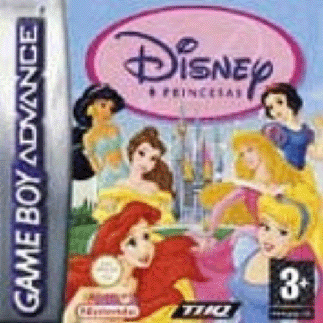 GAME BOY ADVANCE
Disney
PRINCESAS
Nintendo
THQ
3+